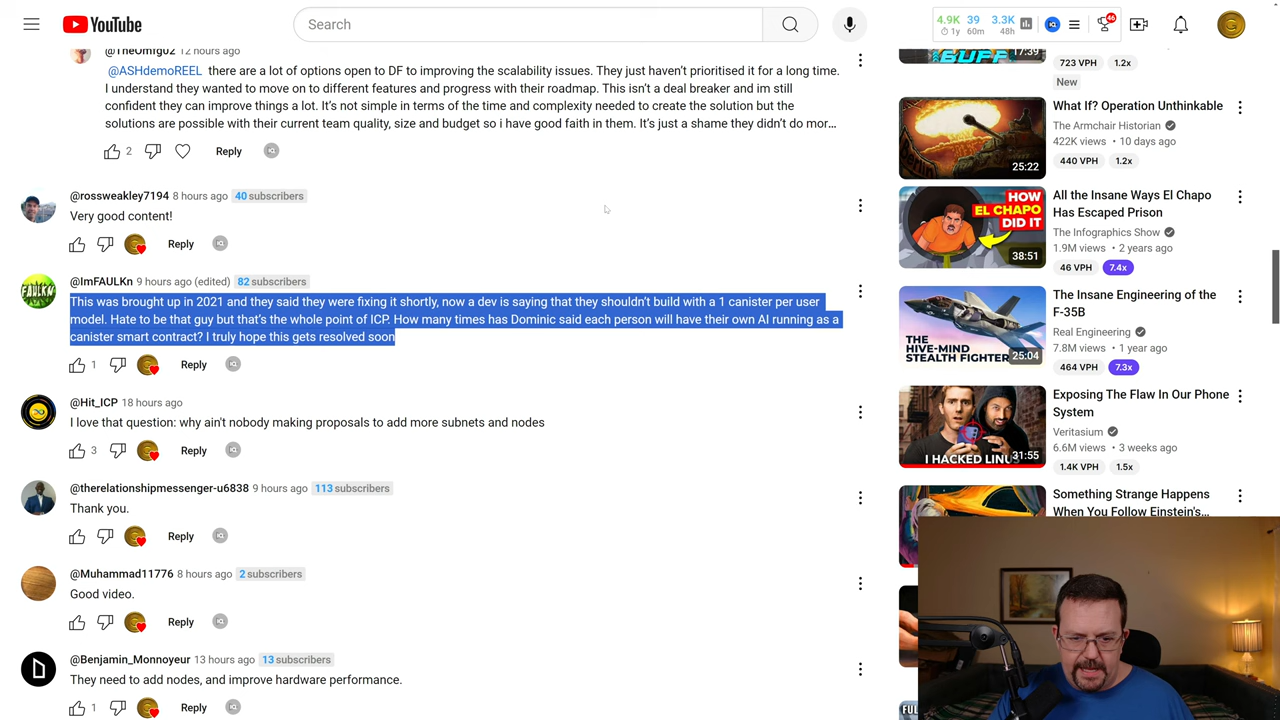 YouTube
Search
4.9K 39 3.3K
1y 60m 48h
46
@TheOmfg02 12 hours ago
@ASHdemoREEL there are a lot of options open to DF to improving the scalability issues. They just haven't prioritised it for a long time.
I understand they wanted to move on to different features and progress with their roadmap. This isn't a deal breaker and im still
confident they can improve things a lot. It's not simple in terms of the time and complexity needed to create the solution but the
solutions are possible with their current team quality, size and budget so i have good faith in them. It's just a shame they didn't do mor...
2 Reply
@rossweakley7194 8 hours ago 40 subscribers
Very good content!
Reply
@ImFAULKn 9 hours ago (edited) 82 subscribers
This was brought up in 2021 and they said they were fixing it shortly, now a dev is saying that they shouldn't build with a 1 canister per user
model. Hate to be that guy but that's the whole point of ICP. How many times has Dominic said each person will have their own AI running as a
canister smart contract? I truly hope this gets resolved soon
1 Reply
@Hit_ICP 18 hours ago
I love that question: why ain't nobody making proposals to add more subnets and nodes
3 Reply
@therelationshipmessenger-u6838 9 hours ago 113 subscribers
Thank you.
Reply
@Muhammad11776 8 hours ago 2 subscribers
Good video.
Reply
@Benjamin_Monnoyeur 13 hours ago 13 subscribers
They need to add nodes, and improve hardware performance.
1 Reply
BUFF
17:39
723 VPH 1.2x
New
25:22
What If? Operation Unthinkable
The Armchair Historian
422K views • 10 days ago
440 VPH 1.2x
HOW
EL CHAPO
DID IT
38:51
All the Insane Ways El Chapo
Has Escaped Prison
The Infographics Show
1.9M views • 2 years ago
46 VPH 7.4x
THE
HIVE-MIND
STEALTH FIGHTER
25:04
The Insane Engineering of the
F-35B
Real Engineering
7.8M views • 1 year ago
464 VPH 7.3x
I HACKED LINUS
31:55
Exposing The Flaw In Our Phone
System
Veritasium
6.6M views • 3 weeks ago
1.4K VPH 1.5x
Something Strange Happens
When You Follow Einstein's...
FUL